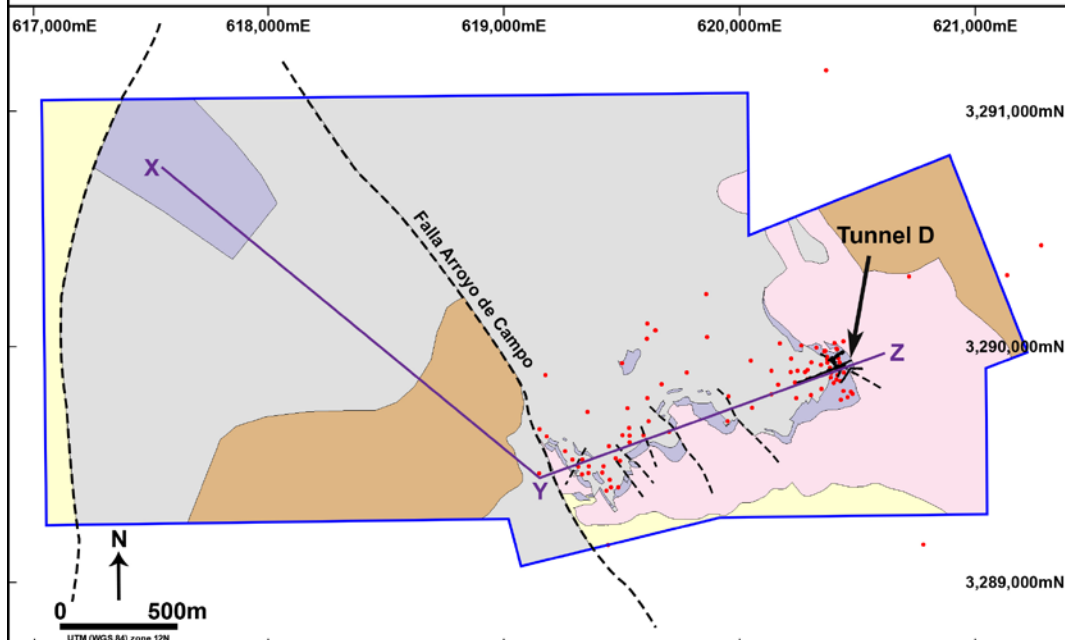 617,000mE
618,000mE
619,000mE
620,000mE
621,000mE
3,291,000mN
X
Falla Arroyo de Campo
Tunnel D
3,290,000mN
Z
Y
N
3,289,000mN
0
500m
UTM (WGS 84) zone 12N